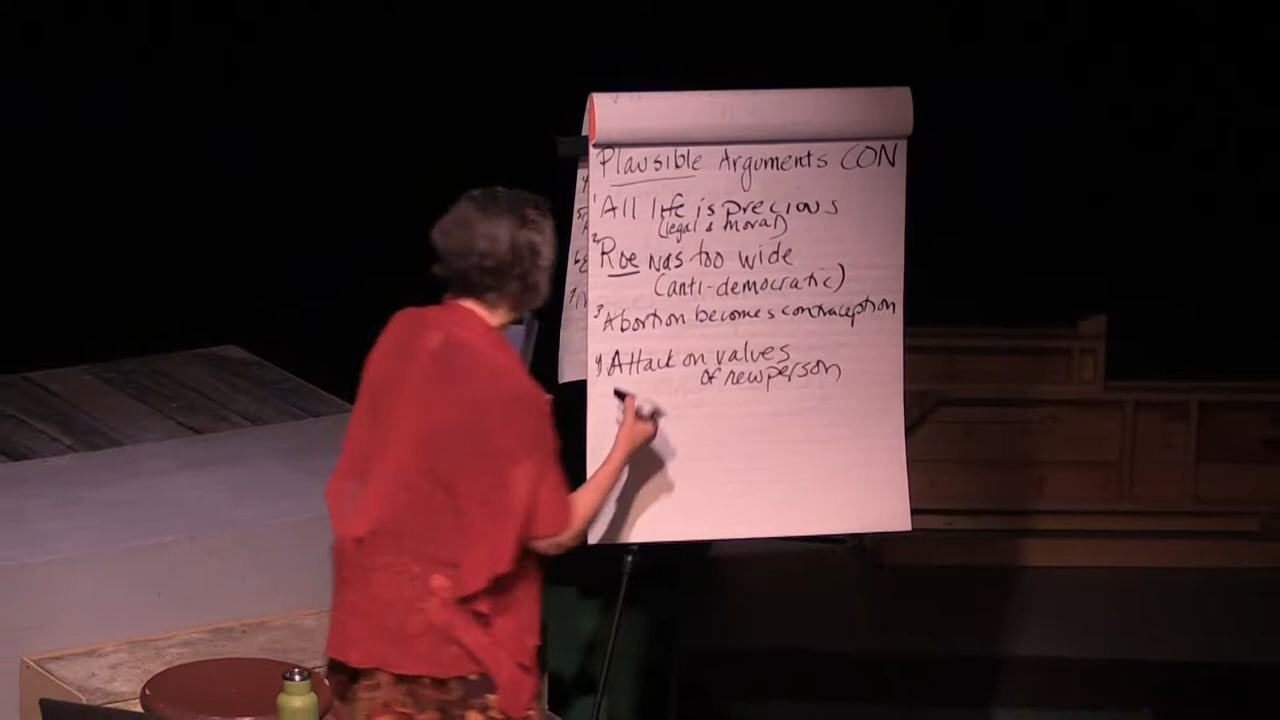 Plausible Arguments CON
1 All life is precious
(legal & moral)
2 Roe was too wide
(anti-democratic)
3 Abortion becomes contraception
4) Attack on values
of new person